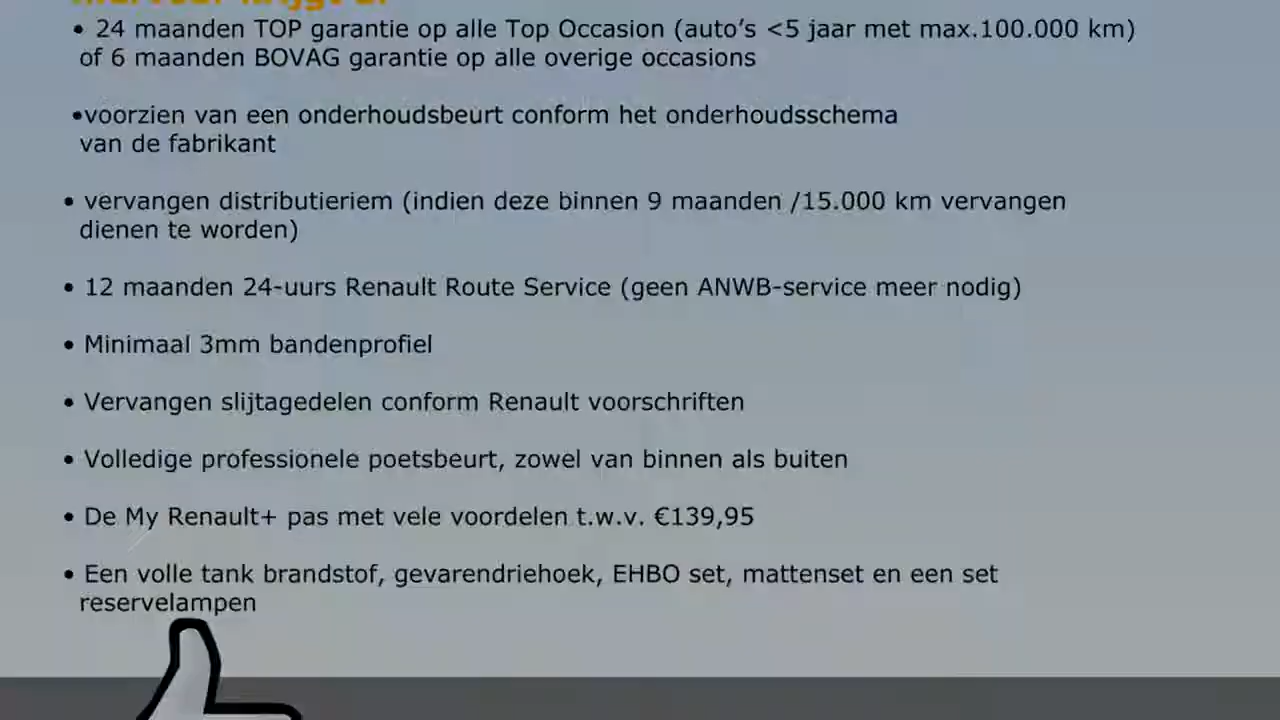 • 24 maanden TOP garantie op alle Top Occasion (auto’s <5 jaar met max.100.000 km)
of 6 maanden BOVAG garantie op alle overige occasions
•voorzien van een onderhoudsbeurt conform het onderhoudsschema
van de fabrikant
• vervangen distributieriem (indien deze binnen 9 maanden /15.000 km vervangen
dienen te worden)
• 12 maanden 24-uurs Renault Route Service (geen ANWB-service meer nodig)
• Minimaal 3mm bandenprofiel
• Vervangen slijtagedelen conform Renault voorschriften
• Volledige professionele poetsbeurt, zowel van binnen als buiten
• De My Renault+ pas met vele voordelen t.w.v. €139,95
• Een volle tank brandstof, gevarendriehoek, EHBO set, mattenset en een set
reservelampen